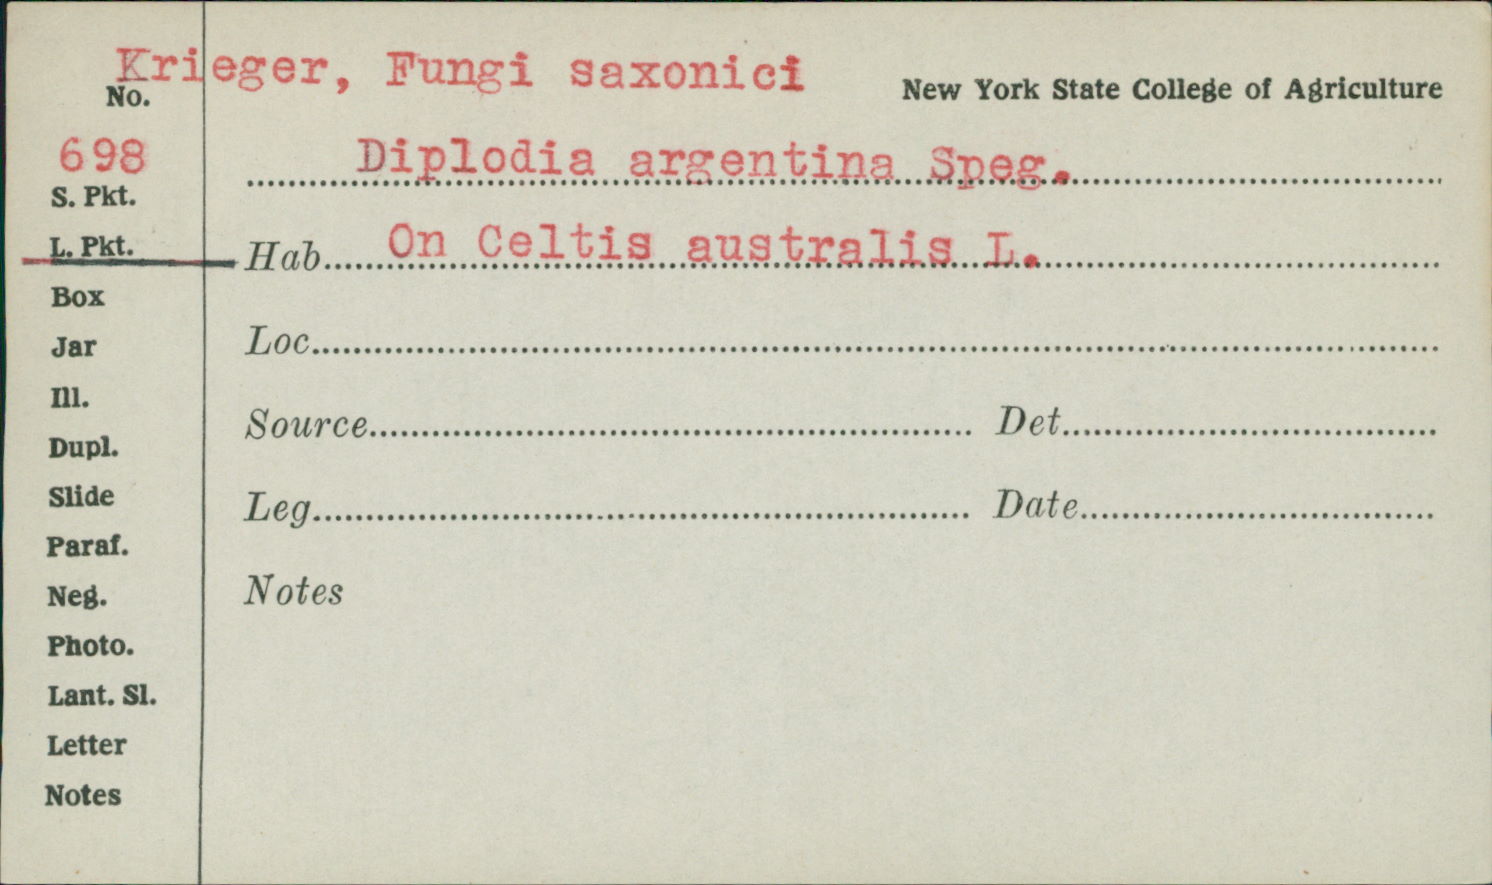 Krieger, Fungi saxonici
No.
New York State College of Agriculture
698
Diplodia argentina Speg.
S. Pkt.
L. Pkt.
Hab. On Celtis australis L.
Box
Jar
Loc.
Ill.
Source Det.
Dupl.
Slide
Leg. Date
Paraf.
Neg.
Notes
Photo.
Lant. Sl.
Letter
Notes